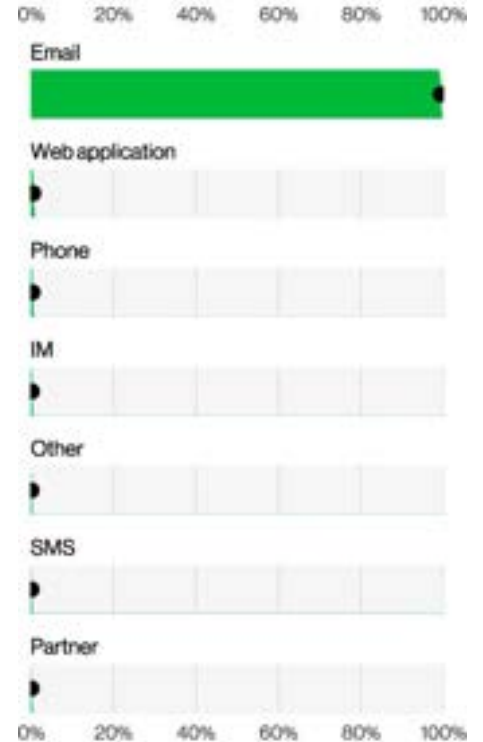 0% 20% 40% 60% 80% 100%
Email
Web application
Phone
IM
Other
SMS
Partner
0% 20% 40% 60% 80% 100%